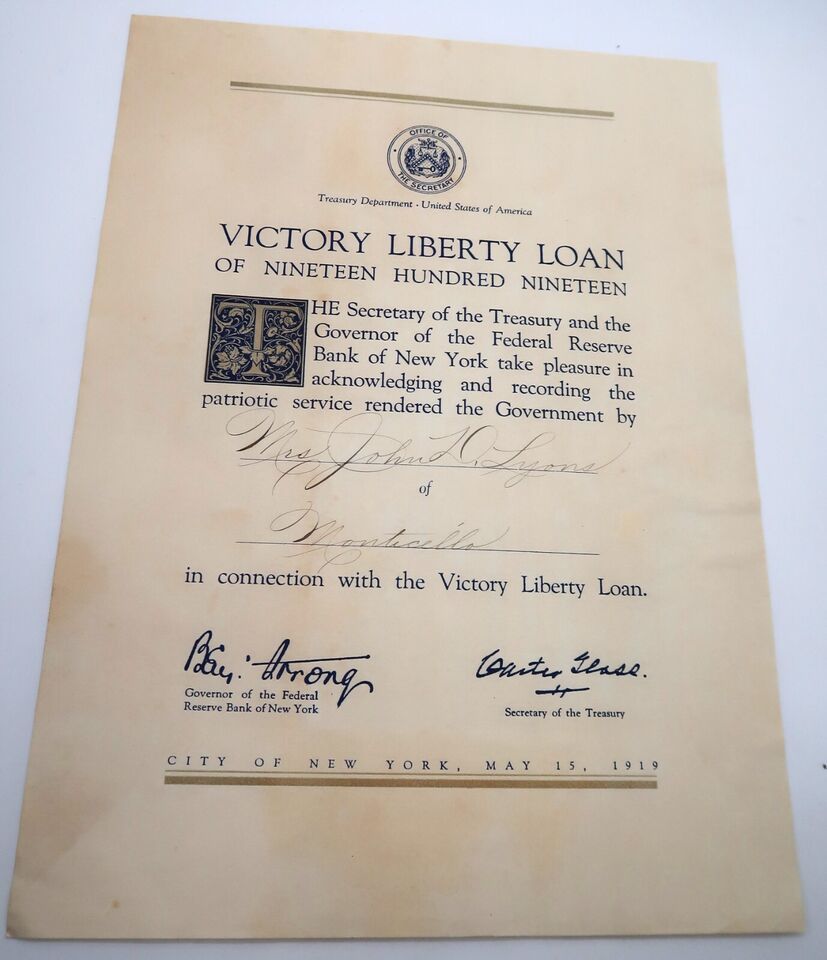 OFFICE OF
THE SECRETARY
Treasury Department · United States of America
VICTORY LIBERTY LOAN
OF NINETEEN HUNDRED NINETEEN
THE Secretary of the Treasury and the
Governor of the Federal Reserve
Bank of New York take pleasure in
acknowledging and recording the
patriotic service rendered the Government by
Mrs. John D. Lyons
of
Monticello
in connection with the Victory Liberty Loan.
Benj. Strong
Governor of the Federal
Reserve Bank of New York
Carter Glass.
Secretary of the Treasury
CITY OF NEW YORK, MAY 15, 1919